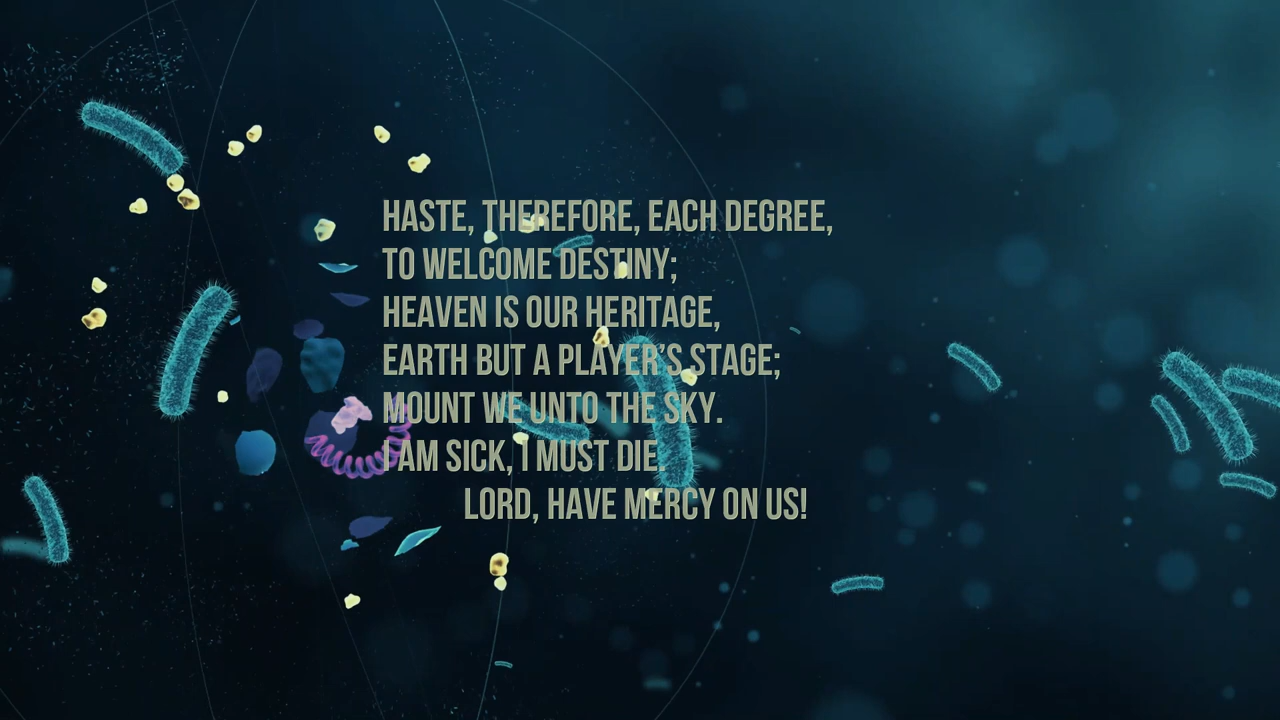 HASTE, THEREFORE, EACH DEGREE,
TO WELCOME DESTINY;
HEAVEN IS OUR HERITAGE,
EARTH BUT A PLAYER’S STAGE;
MOUNT WE UNTO THE SKY.
I AM SICK, I MUST DIE.
LORD, HAVE MERCY ON US!